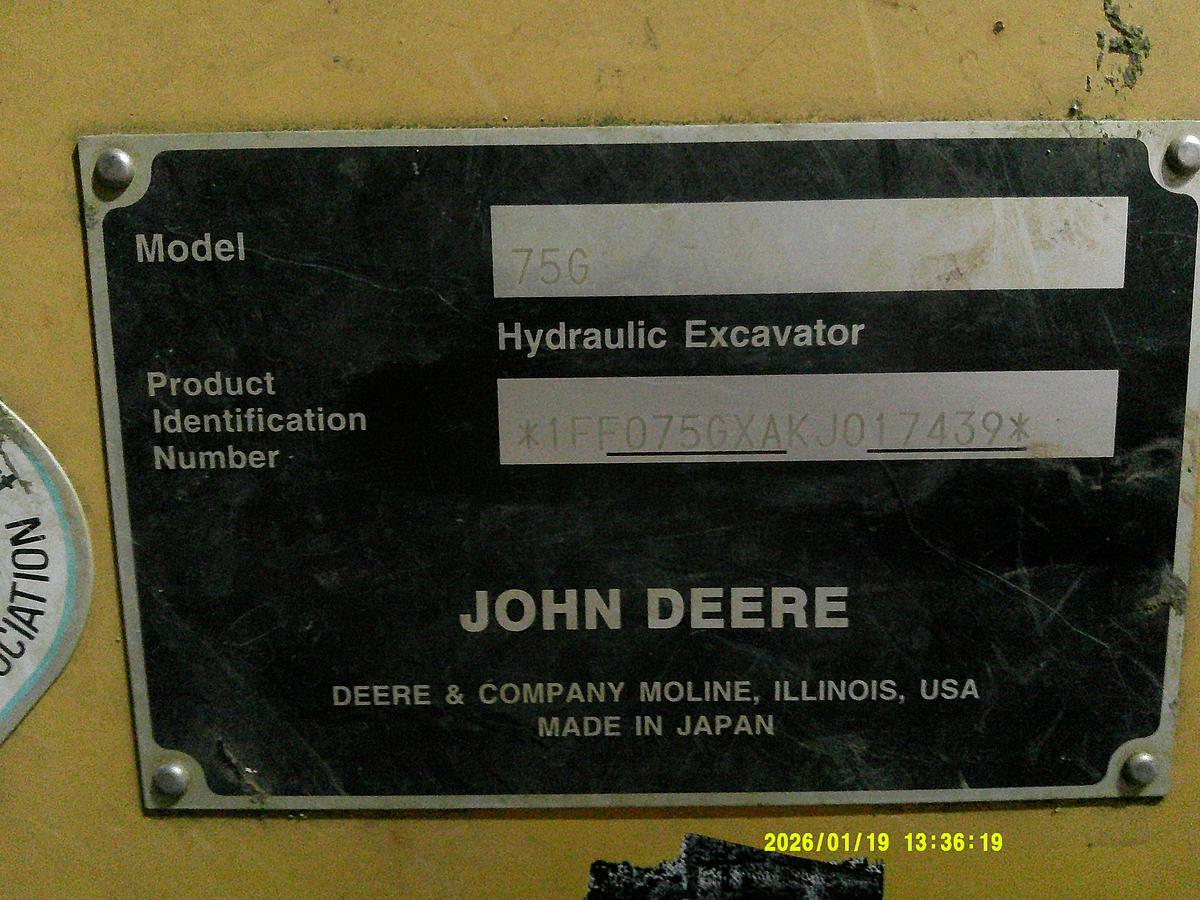 Model
75G
Hydraulic Excavator
Product
Identification
Number
*1FF075GXAKJ017439*
JOHN DEERE
DEERE & COMPANY MOLINE, ILLINOIS, USA
MADE IN JAPAN
2026/01/19 13:36:19